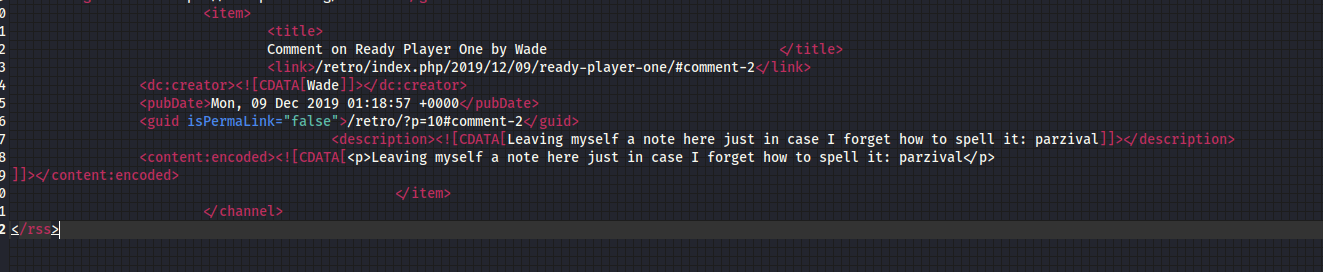 0 <item>
1 <title>
2 Comment on Ready Player One by Wade </title>
3 <link>/retro/index.php/2019/12/09/ready-player-one/#comment-2</link>
4 <dc:creator><![CDATA[Wade]]></dc:creator>
5 <pubDate>Mon, 09 Dec 2019 01:18:57 +0000</pubDate>
6 <guid isPermaLink="false">/retro/?p=10#comment-2</guid>
7 <description><![CDATA[Leaving myself a note here just in case I forget how to spell it: parzival]]></description>
8 <content:encoded><![CDATA[<p>Leaving myself a note here just in case I forget how to spell it: parzival</p>
9 ]]></content:encoded>
0 </item>
1 </channel>
2 </rss>